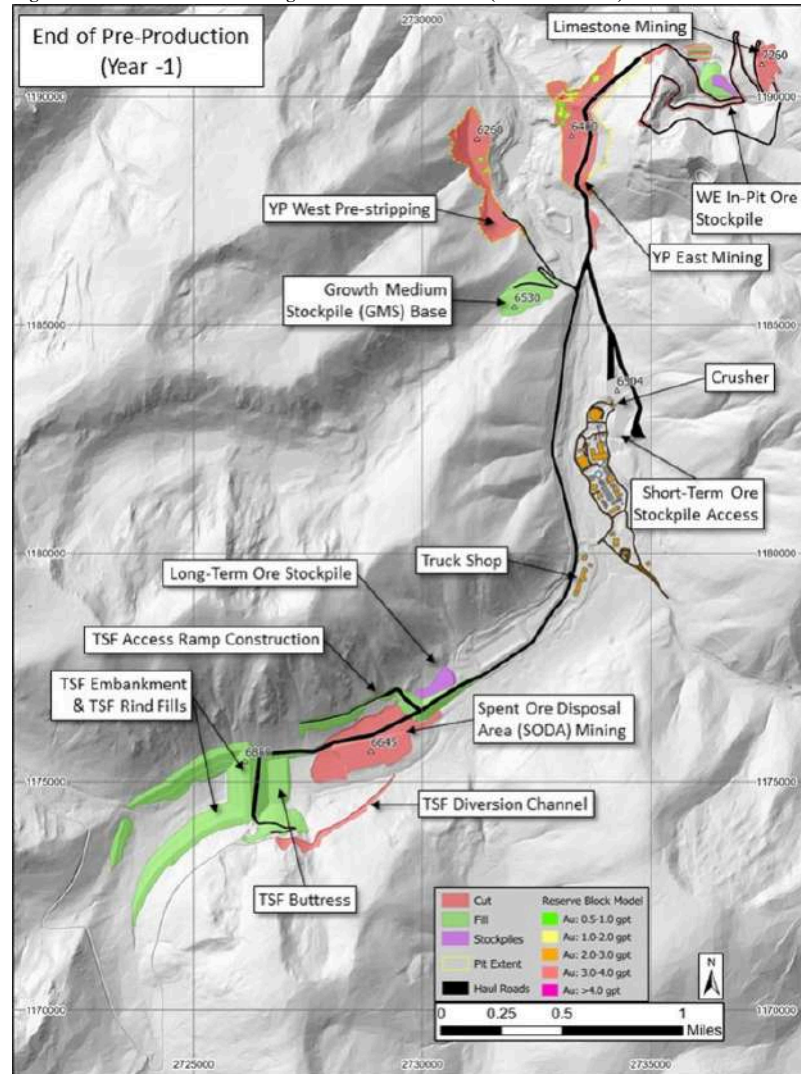 End of Pre-Production
(Year -1)
2730000
Limestone Mining
7260
1190000
1190000
6250
WE In-Pit Ore
Stockpile
YP West Pre-stripping
YP East Mining
Growth Medium
Stockpile (GMS) Base
6530
1185000
1185000
Crusher
Short-Term Ore
Stockpile Access
1180000
1180000
Long-Term Ore Stockpile
Truck Shop
TSF Access Ramp Construction
TSF Embankment
& TSF Rind Fills
Spent Ore Disposal
Area (SODA) Mining
6645
1175000
1175000
TSF Diversion Channel
TSF Buttress
Cut
Fill
Stockpiles
Pit Extent
Haul Roads
Reserve Block Model
Au: 0.5-1.0 gpt
Au: 1.0-2.0 gpt
Au: 2.0-3.0 gpt
Au: 3.0-4.0 gpt
Au: >4.0 gpt
N
0 0.25 0.5 1
Miles
1170000
1170000
2725000
2730000
2735000